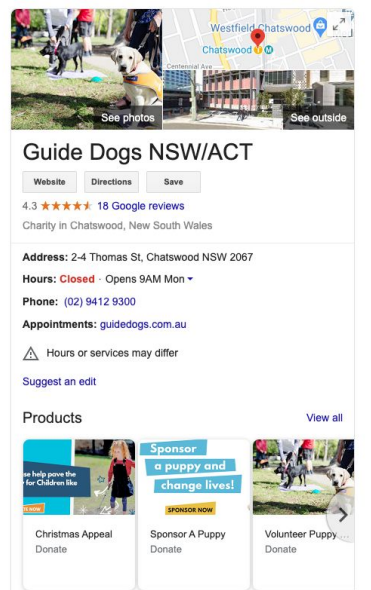 Westfield Chatswood
Chatswood
Centennial Ave
See photos
See outside
Guide Dogs NSW/ACT
Website Directions Save
4.3 18 Google reviews
Charity in Chatswood, New South Wales
Address: 2-4 Thomas St, Chatswood NSW 2067
Hours: Closed · Opens 9AM Mon
Phone: (02) 9412 9300
Appointments: guidedogs.com.au
Hours or services may differ
Suggest an edit
Products View all
se help pave the
for Children like
Sponsor
a puppy and
change lives!
SPONSOR NOW
Christmas Appeal
Donate
Sponsor A Puppy
Donate
Volunteer Puppy ...
Donate